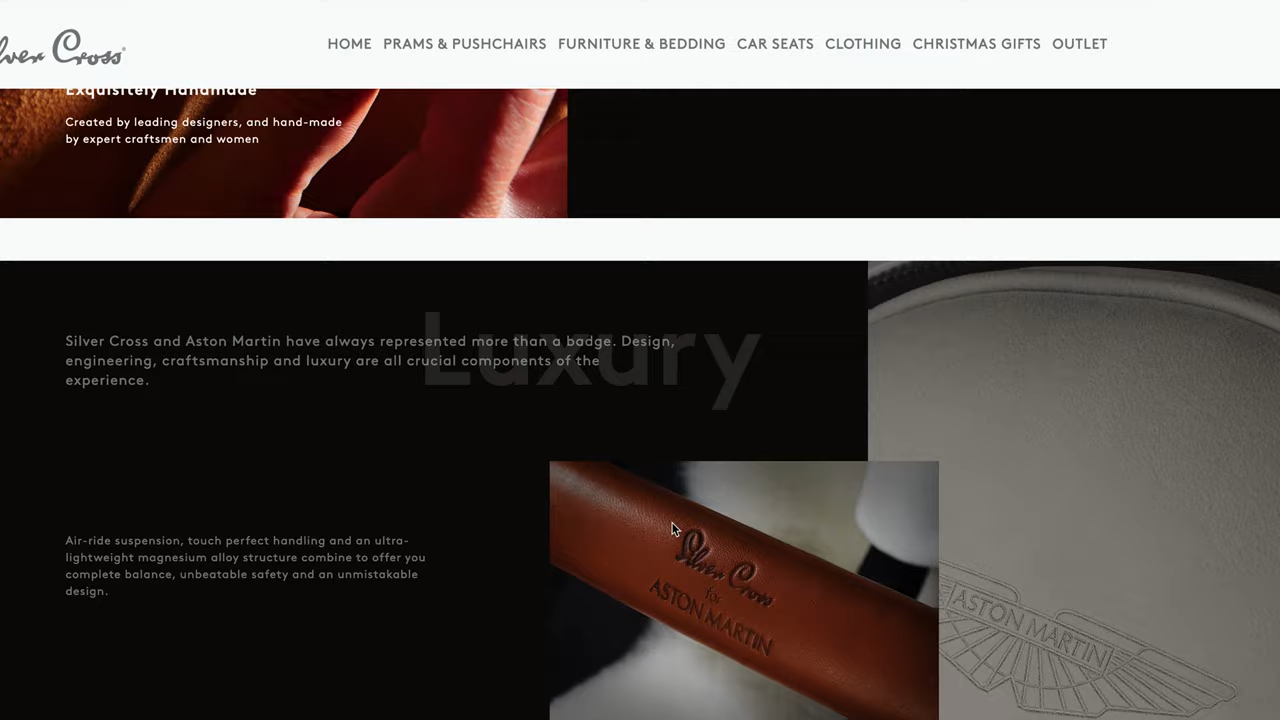 Silver Cross
HOME PRAMS & PUSHCHAIRS FURNITURE & BEDDING CAR SEATS CLOTHING CHRISTMAS GIFTS OUTLET
Exquisitely Handmade
Created by leading designers, and hand-made
by expert craftsmen and women
Luxury
Silver Cross and Aston Martin have always represented more than a badge. Design,
engineering, craftsmanship and luxury are all crucial components of the
experience.
Air-ride suspension, touch perfect handling and an ultra-
lightweight magnesium alloy structure combine to offer you
complete balance, unbeatable safety and an unmistakable
design.
Silver Cross
for
ASTON MARTIN
ASTON MARTIN